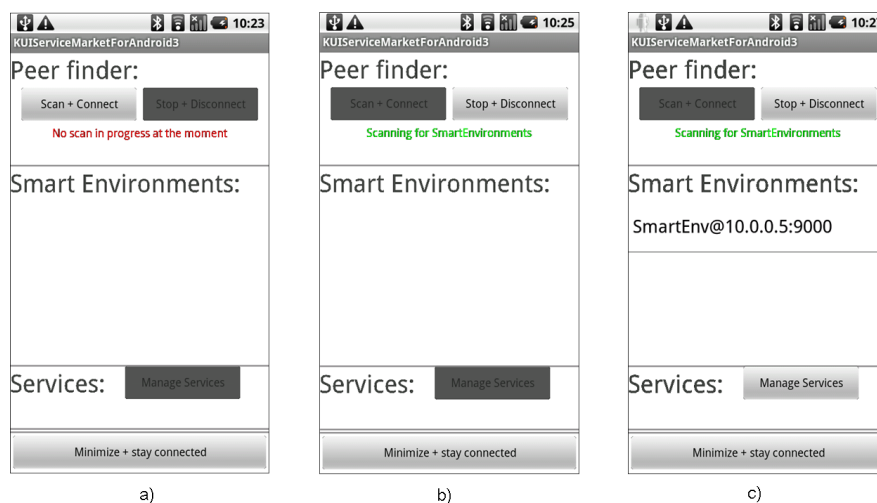 10:23
KUIServiceMarketForAndroid3
Peer finder:
Scan + Connect Stop + Disconnect
No scan in progress at the moment
Smart Environments:
Services: Manage Services
Minimize + stay connected
a)
10:25
KUIServiceMarketForAndroid3
Peer finder:
Scan + Connect Stop + Disconnect
Scanning for SmartEnvironments
Smart Environments:
Services: Manage Services
Minimize + stay connected
b)
10:27
KUIServiceMarketForAndroid3
Peer finder:
Scan + Connect Stop + Disconnect
Scanning for SmartEnvironments
Smart Environments:
SmartEnv@10.0.0.5:9000
Services: Manage Services
Minimize + stay connected
c)